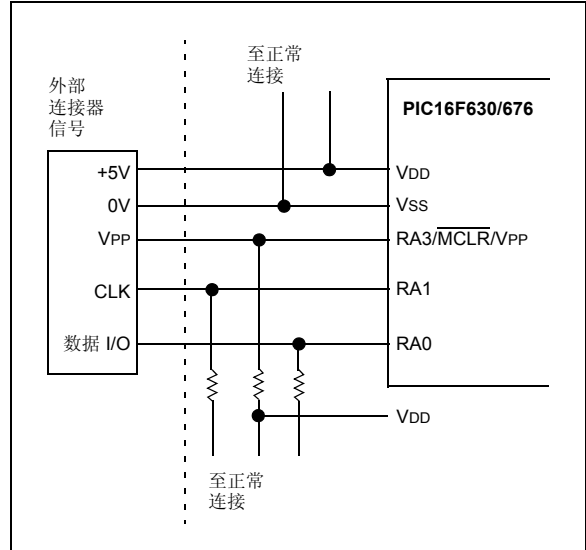 至正常
连接
外部
连接器
信号
PIC16F630/676
+5V
VDD
0V
VSS
VPP
RA3/MCLR/VPP
CLK
RA1
数据 I/O
RA0
VDD
至正常
连接